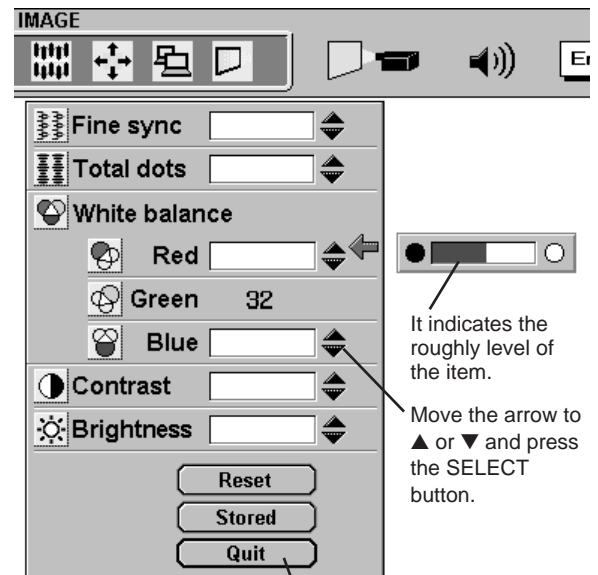 IMAGE
Er
Fine sync
Total dots
White balance
Red
Green 32
Blue
Contrast
Brightness
Reset
Stored
Quit
It indicates the
roughly level of
the item.
Move the arrow to
▲ or ▼ and press
the SELECT
button.